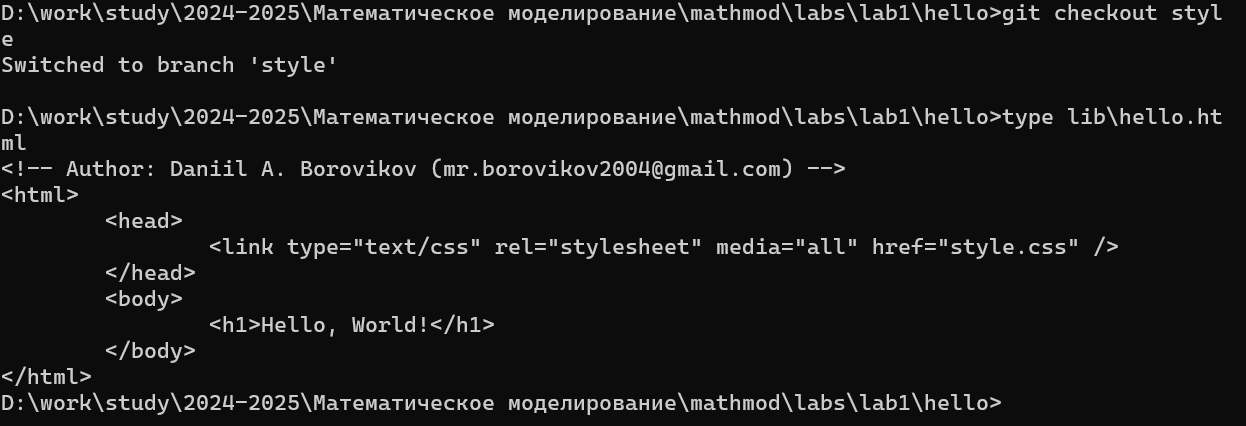 D:\work\study\2024-2025\Математическое моделирование\mathmod\labs\lab1\hello>git checkout styl
e
Switched to branch 'style'
D:\work\study\2024-2025\Математическое моделирование\mathmod\labs\lab1\hello>type lib\hello.ht
ml
<!-- Author: Daniil A. Borovikov (mr.borovikov2004@gmail.com) -->
<html>
        <head>
                <link type="text/css" rel="stylesheet" media="all" href="style.css" />
        </head>
        <body>
                <h1>Hello, World!</h1>
        </body>
</html>
D:\work\study\2024-2025\Математическое моделирование\mathmod\labs\lab1\hello>